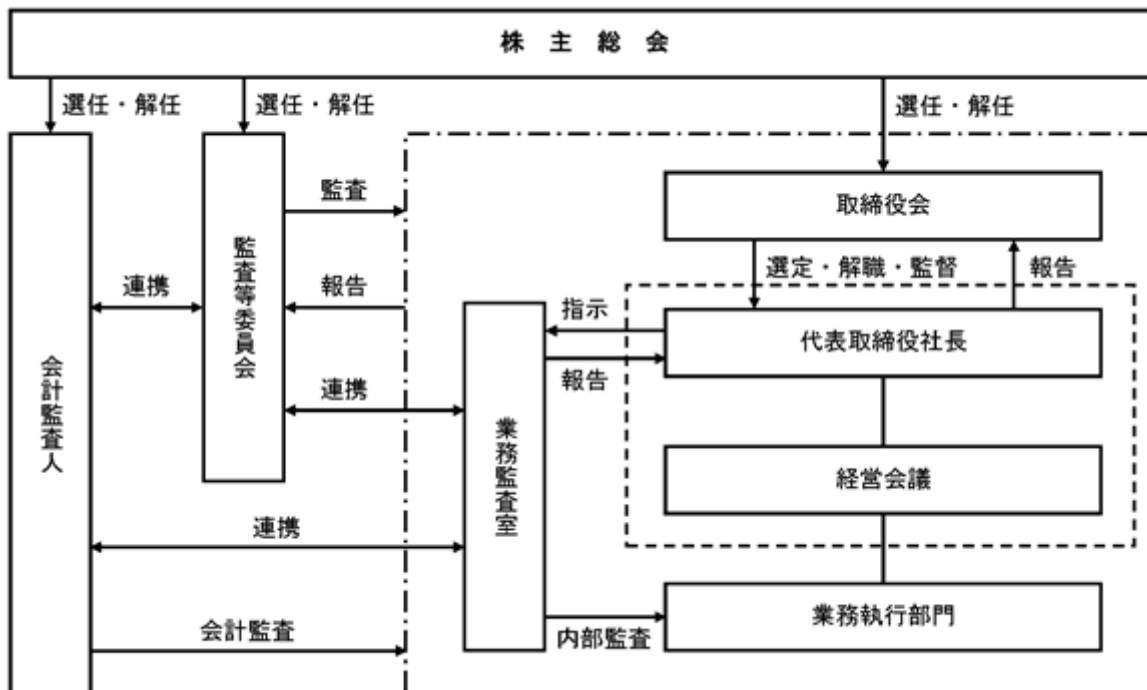 株主総会
選任・解任
選任・解任
選任・解任
監査
取締役会
監査等委員会
選定・解職・監督
報告
連携
報告
指示
代表取締役社長
報告
会計監査人
連携
業務監査室
経営会議
連携
業務執行部門
会計監査
内部監査